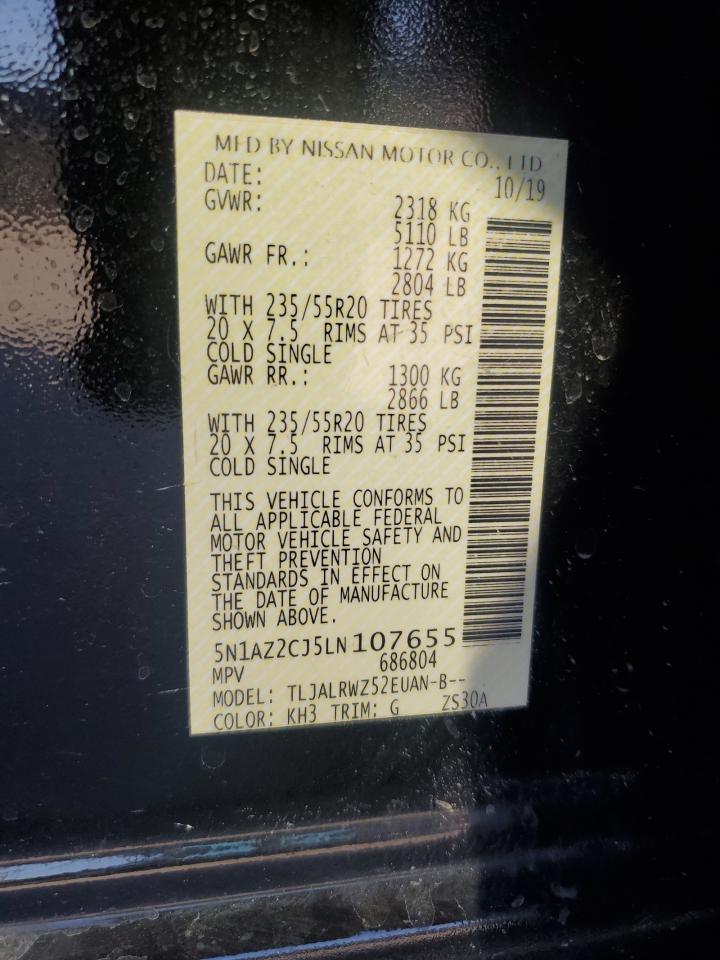 MFD BY NISSAN MOTOR CO., LTD
DATE: 10/19
GVWR: 2318 KG
5110 LB
GAWR FR.: 1272 KG
2804 LB
WITH 235/55R20 TIRES
20 X 7.5 RIMS AT 35 PSI
COLD SINGLE
GAWR RR.: 1300 KG
2866 LB
WITH 235/55R20 TIRES
20 X 7.5 RIMS AT 35 PSI
COLD SINGLE
THIS VEHICLE CONFORMS TO
ALL APPLICABLE FEDERAL
MOTOR VEHICLE SAFETY AND
THEFT PREVENTION
STANDARDS IN EFFECT ON
THE DATE OF MANUFACTURE
SHOWN ABOVE.
5N1AZ2CJ5LN107655
MPV 686804
MODEL: TLJALRWZ52EUAN-B--
COLOR: KH3 TRIM: G ZS30A